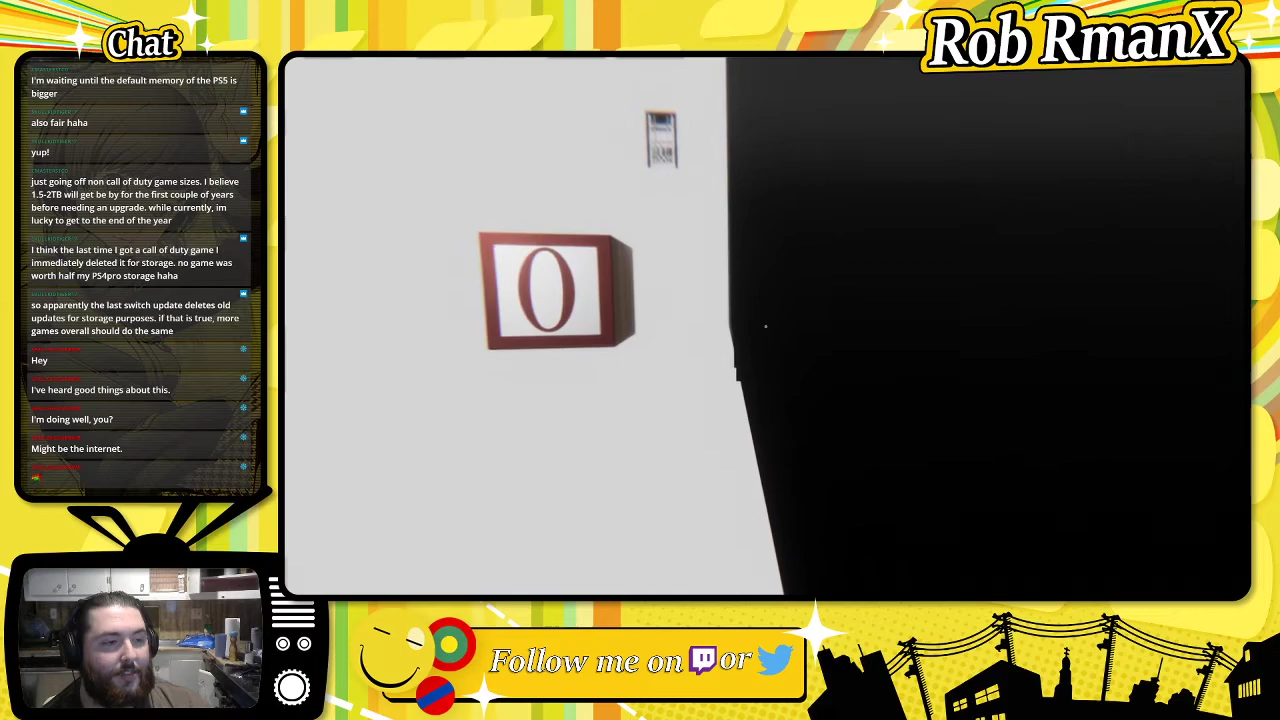 Chat
Rob RmanX
I'm waiting until the default memory of the PS5 is
bigger
also fair haha
yup!
just going off non call of duty game sizes. I believe
1.5-2TB will get be by for the first couple of years
before needing an upgrade. while currently, im
lucky to get to the end of the year
I think the last time I got a call of duty game I
immediately deleted it for storage. no game was
worth half my PS4pro storage haha
so apparently the last switch update deletes old
updates for storage purposes. if that is true, more
games overall should do the same
Hey
I've heard good things about this.
I'm doing well, you?
Might be the internet.
O
Follow me on or